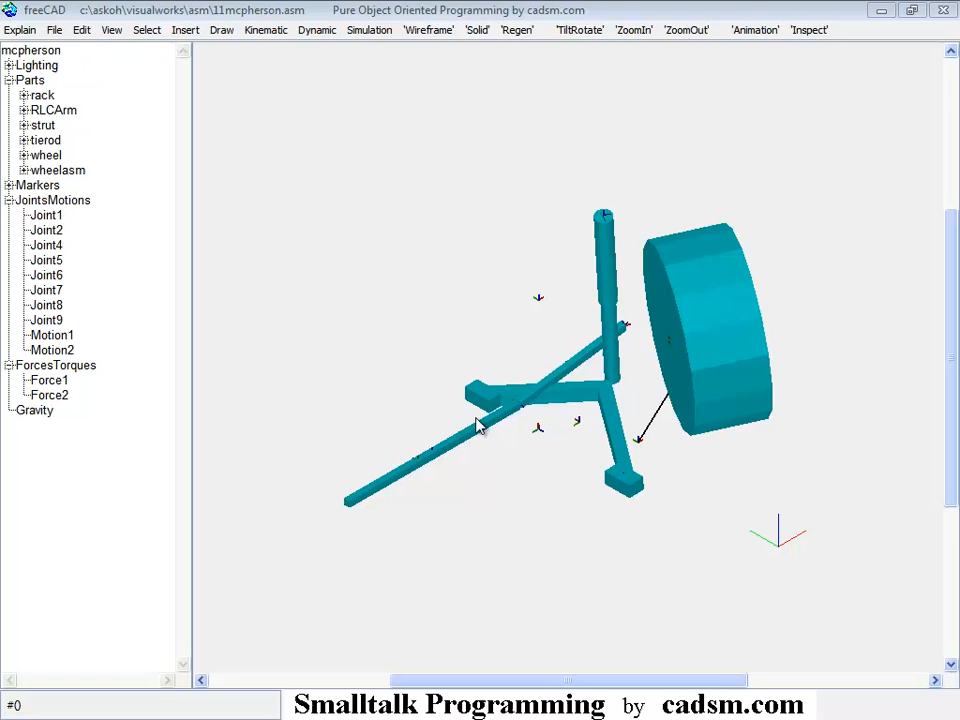 freeCAD c:\askoh\visualworks\asm\11mcpherson.asm Pure Object Oriented Programming by cadsm.com
Explain File Edit View Select Insert Draw Kinematic Dynamic Simulation 'Wireframe' 'Solid' 'Regen' 'TiltRotate' 'ZoomIn' 'ZoomOut' 'Animation' 'Inspect'
mcpherson
Lighting
Parts
rack
RLCArm
strut
tierod
wheel
wheelasm
Markers
JointsMotions
Joint1
Joint2
Joint4
Joint5
Joint6
Joint7
Joint8
Joint9
Motion1
Motion2
ForcesTorques
Force1
Force2
Gravity
#0
Smalltalk Programming by cadsm.com